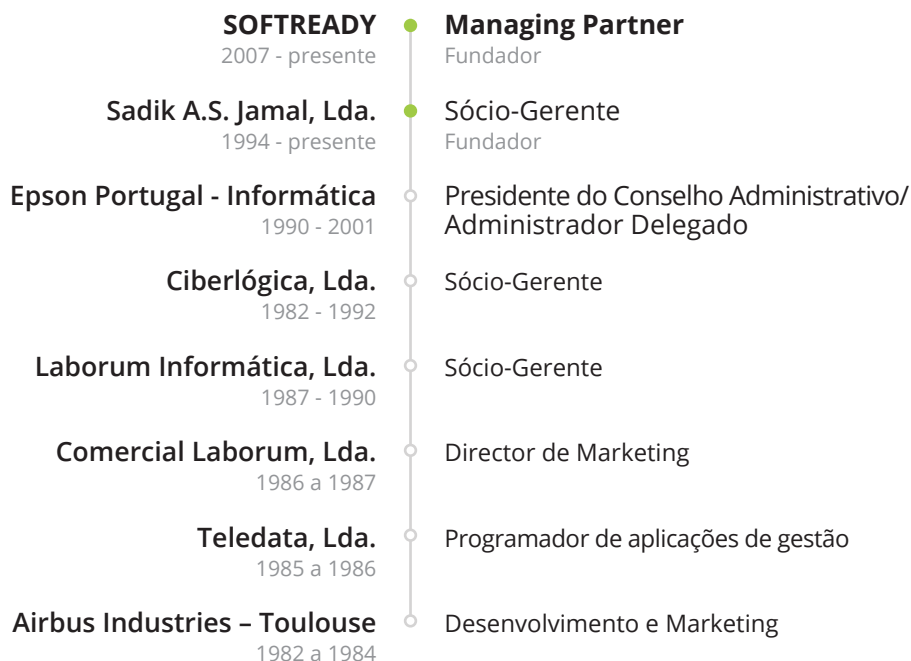 SOFTREADY
2007 - presente
Managing Partner
Fundador
Sadik A.S. Jamal, Lda.
1994 - presente
Sócio-Gerente
Fundador
Epson Portugal - Informática
1990 - 2001
Presidente do Conselho Administrativo/
Administrador Delegado
Ciberlógica, Lda.
1982 - 1992
Sócio-Gerente
Laborum Informática, Lda.
1987 - 1990
Sócio-Gerente
Comercial Laborum, Lda.
1986 a 1987
Director de Marketing
Teledata, Lda.
1985 a 1986
Programador de aplicações de gestão
Airbus Industries – Toulouse
1982 a 1984
Desenvolvimento e Marketing